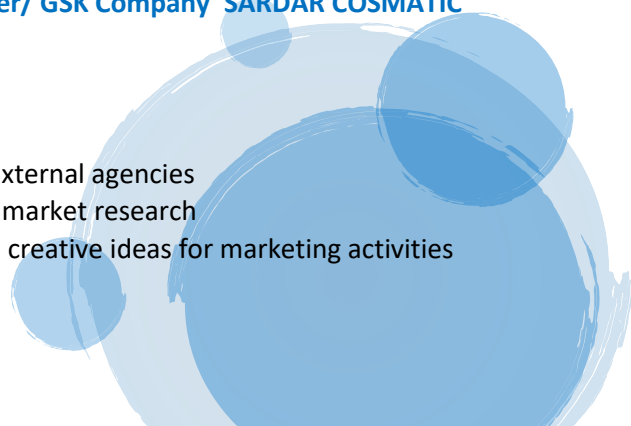 er/ GSK Company SARDAR COSMATIC
xternal agencies
market research
creative ideas for marketing activities